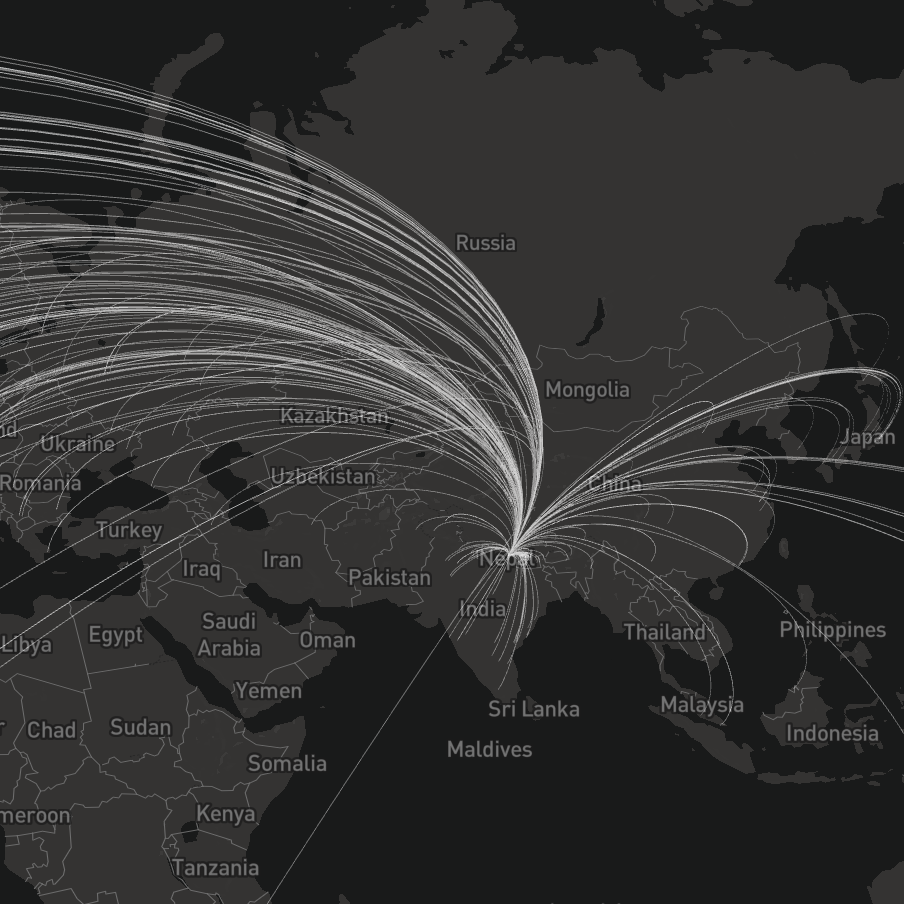 Russia
Mongolia
Kazakhstan
nd
Ukraine
Japan
Romania
Uzbekistan
China
Turkey
Iran
Nepal
Iraq
Pakistan
India
Saudi
Arabia
Egypt
Oman
Libya
Thailand
Philippines
Yemen
Chad
Sudan
Sri Lanka
Malaysia
Indonesia
Maldives
Somalia
meroon
Kenya
Tanzania